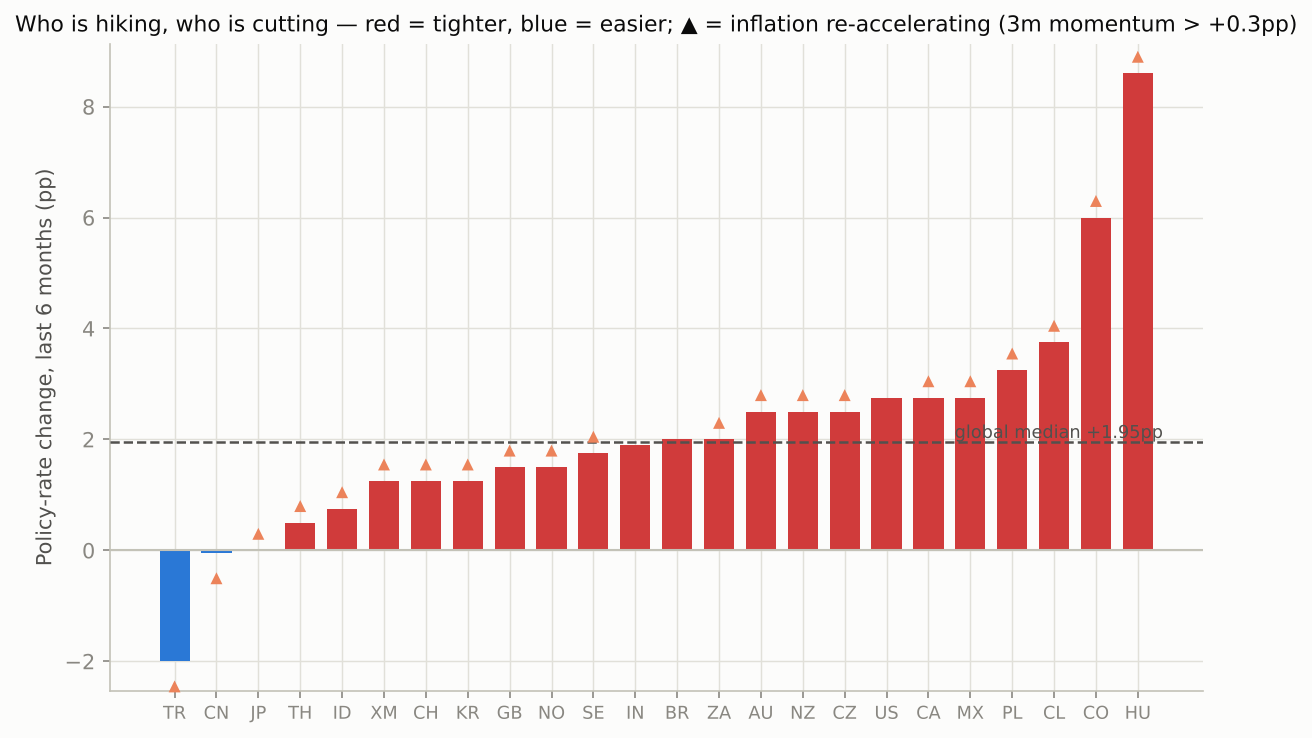 Who is hiking, who is cutting — red = tighter, blue = easier; ▲ = inflation re-accelerating (3m momentum > +0.3pp)
Policy-rate change, last 6 months (pp)
8
6
4
2
0
−2
global median +1.95pp
TR CN JP TH ID XM CH KR GB NO SE IN BR ZA AU NZ CZ US CA MX PL CL CO HU